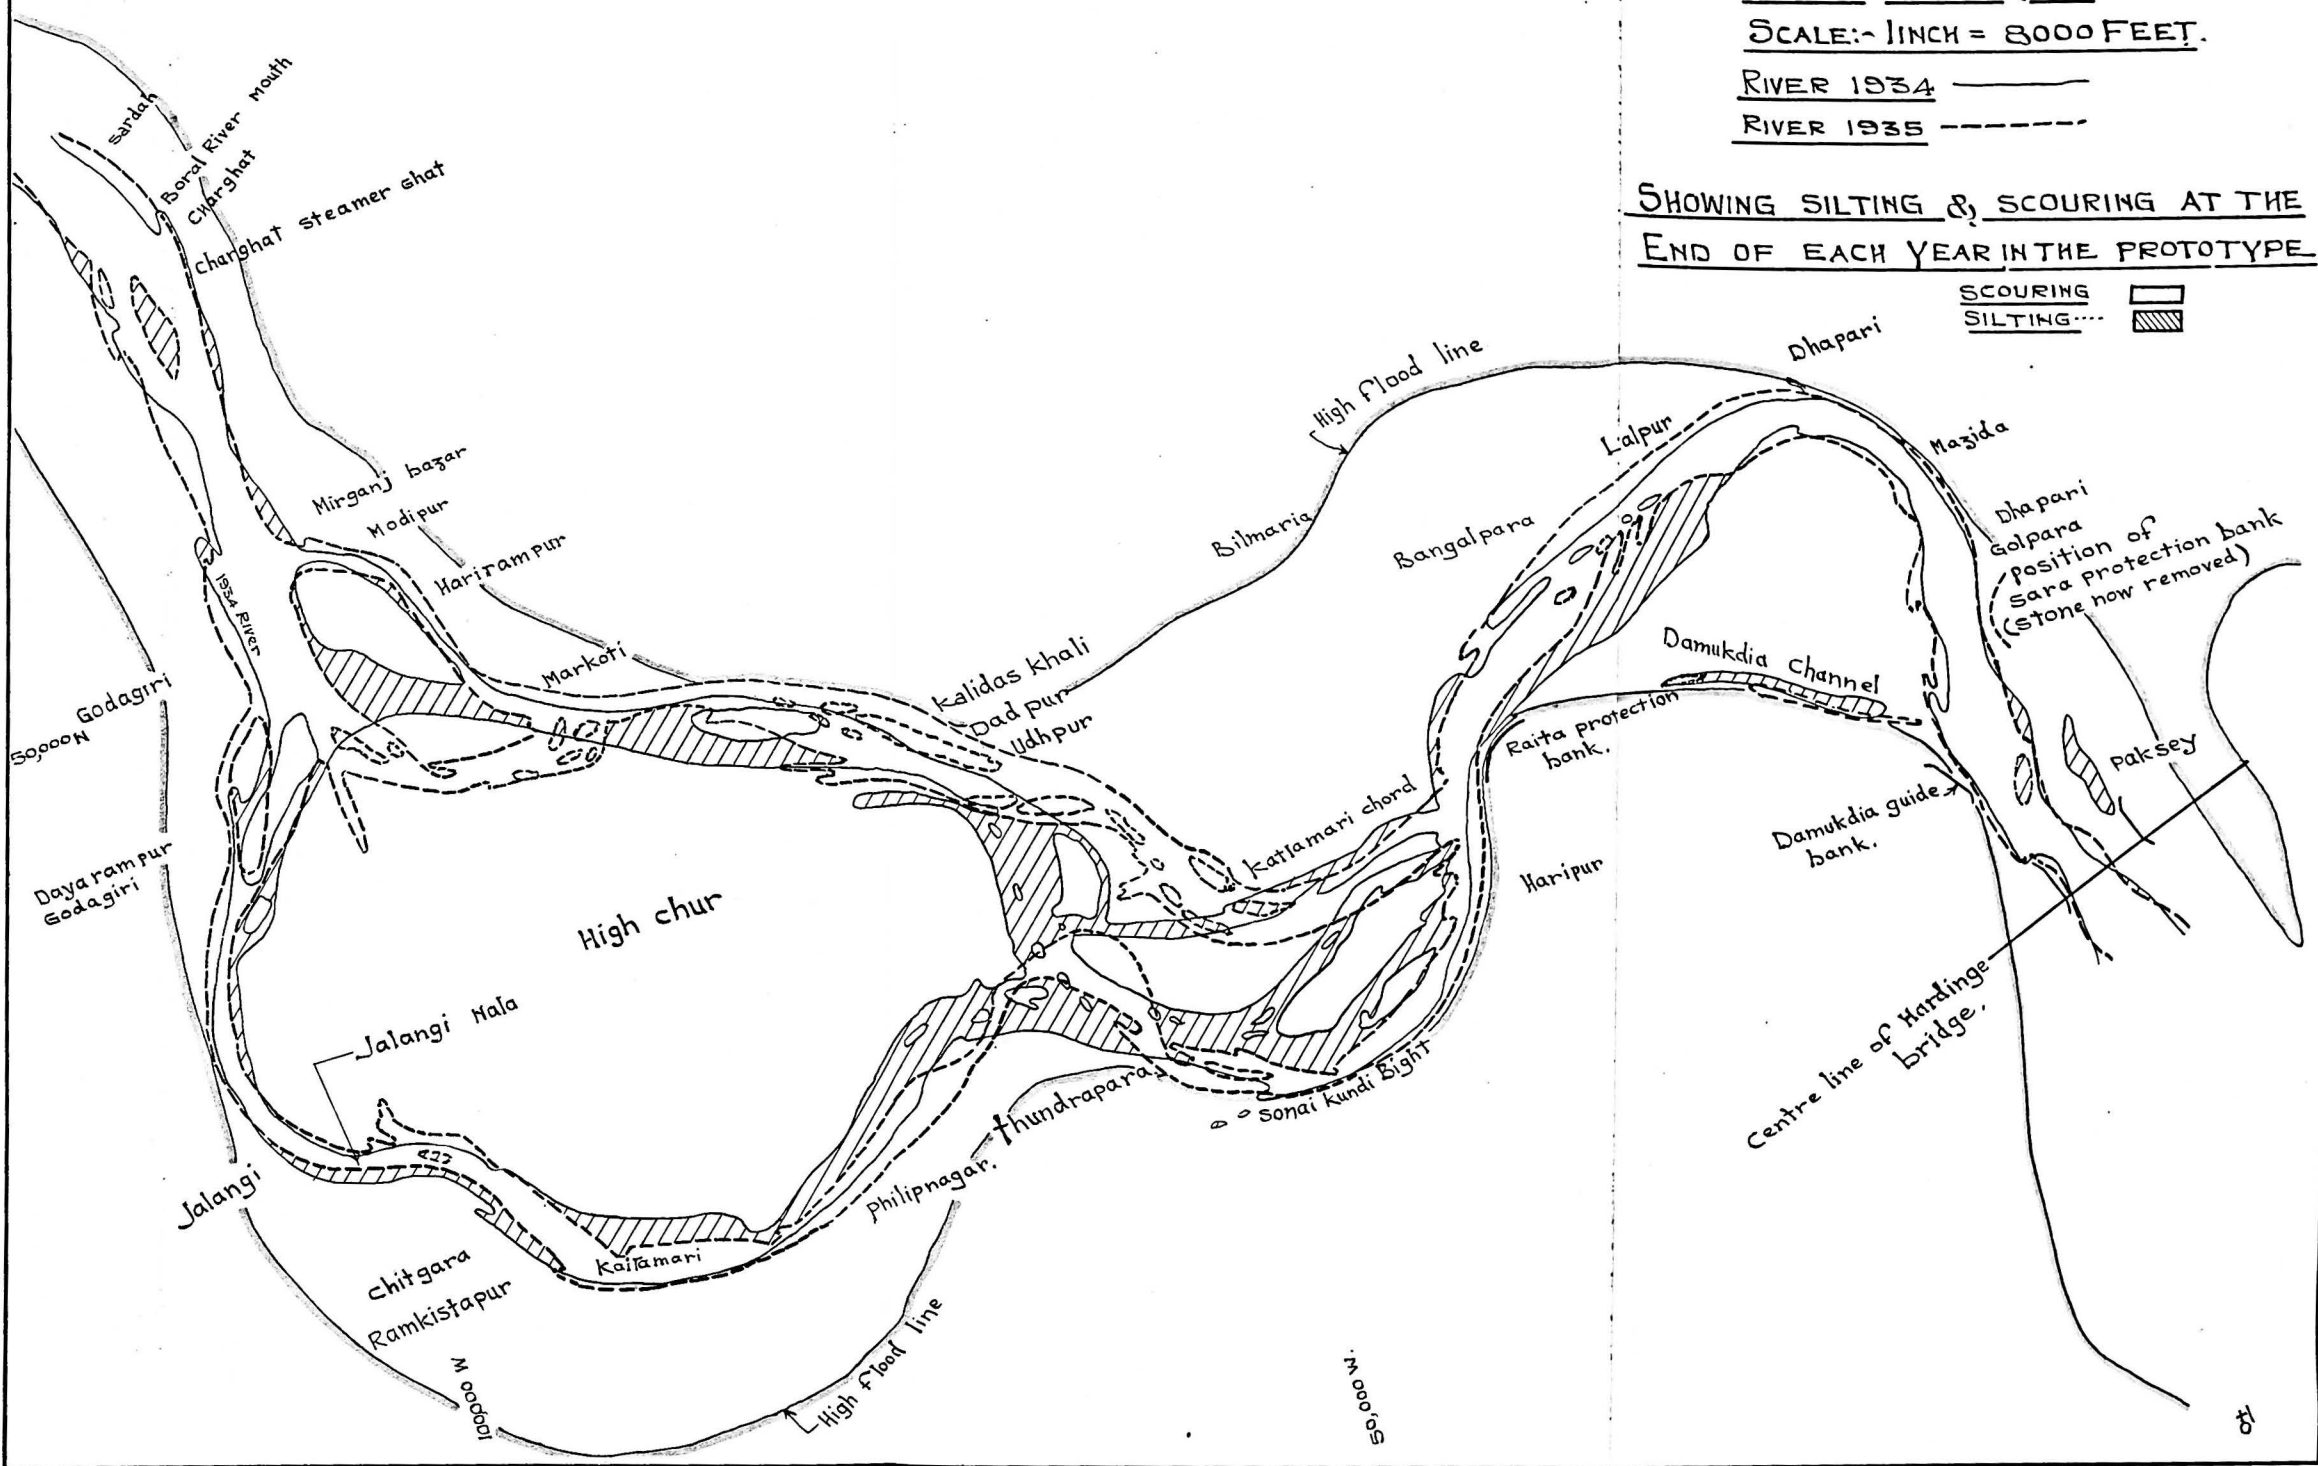 SCALE:- 1INCH = 8000 FEET.
RIVER 1934
RIVER 1935
SHOWING SILTING & SCOURING AT THE
END OF EACH YEAR IN THE PROTOTYPE
SCOURING
SILTING....
Sardah
Boral River Mouth
Charghat
Charghat steamer Ghat
Mirganj bazar
Modipur
Harirampur
1934 River
Markoti
Kalidas khali
Dad pur
Udhpur
Bilmaria
High flood line
Bangalpara
Lalpur
Dhapari
Mazida
Dhapari
Golpara
Position of
Sara Protection bank
(stone now removed)
Damukdia Channel
Raita protection
bank.
Paksey
Damukdia guide
bank.
Katlamari chord
Haripur
Godagiri
50,000 N
Dayarampur
Godagiri
High chur
Jalangi Nala
Jalangi
Chitgara
Ramkistapur
Kaitamari
Philipnagar.
Thundrapara
Sonai kundi Bight
Centre line of Hardinge
bridge.
High flood line
100,000 W
50,000 W.